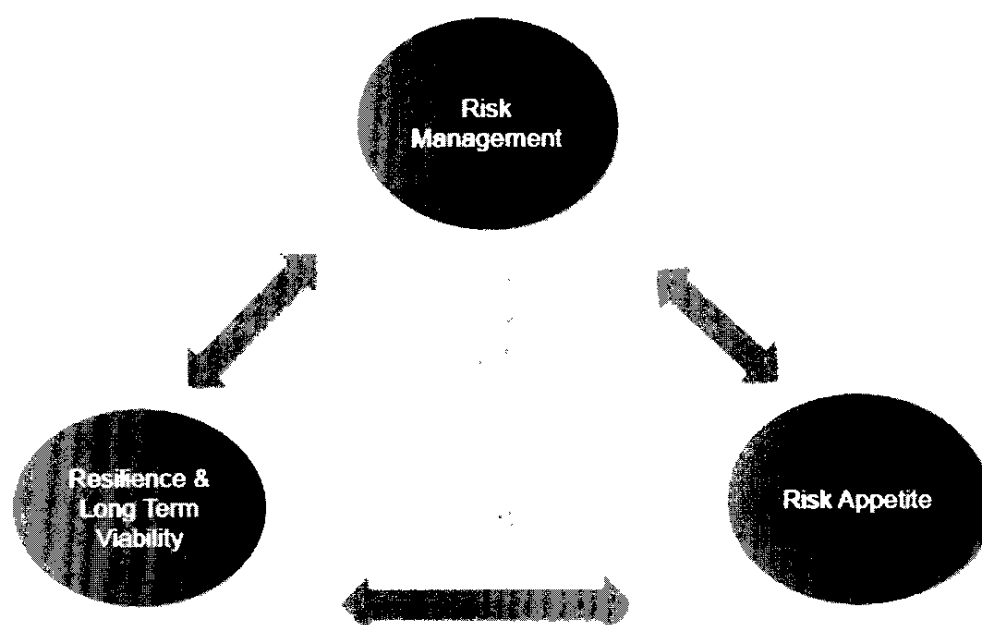 Risk
Management
Resilience &
Long Term
Viability
Risk Appetite